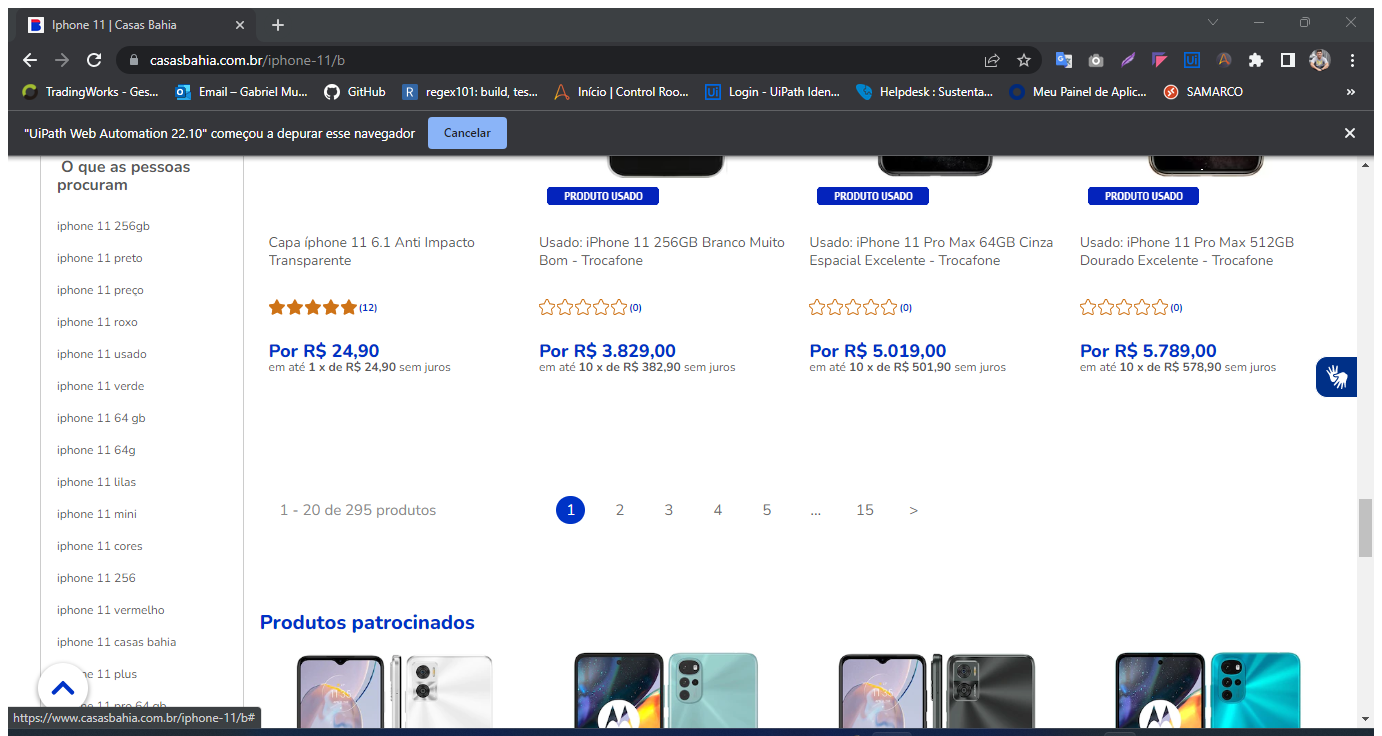 Iphone 11 | Casas Bahia
casasbahia.com.br/iphone-11/b
TradingWorks - Ges...
Email – Gabriel Mu...
GitHub
regex101: build, tes...
Início | Control Roo...
Login - UiPath Iden...
Helpdesk : Sustenta...
Meu Painel de Aplic...
SAMARCO
"UiPath Web Automation 22.10" começou a depurar esse navegador
Cancelar
O que as pessoas
procuram
iphone 11 256gb
iphone 11 preto
iphone 11 preço
iphone 11 roxo
iphone 11 usado
iphone 11 verde
iphone 11 64 gb
iphone 11 64g
iphone 11 lilas
iphone 11 mini
iphone 11 cores
iphone 11 256
iphone 11 vermelho
iphone 11 casas bahia
ne 11 plus
ne 11 pro 64 gb
https://www.casasbahia.com.br/iphone-11/b#
Capa íphone 11 6.1 Anti Impacto
Transparente
(12)
Por R$ 24,90
em até 1 x de R$ 24,90 sem juros
PRODUTO USADO
Usado: iPhone 11 256GB Branco Muito
Bom - Trocafone
(0)
Por R$ 3.829,00
em até 10 x de R$ 382,90 sem juros
PRODUTO USADO
Usado: iPhone 11 Pro Max 64GB Cinza
Espacial Excelente - Trocafone
(0)
Por R$ 5.019,00
em até 10 x de R$ 501,90 sem juros
PRODUTO USADO
Usado: iPhone 11 Pro Max 512GB
Dourado Excelente - Trocafone
(0)
Por R$ 5.789,00
em até 10 x de R$ 578,90 sem juros
1 - 20 de 295 produtos
1 2 3 4 5 ... 15 >
Produtos patrocinados